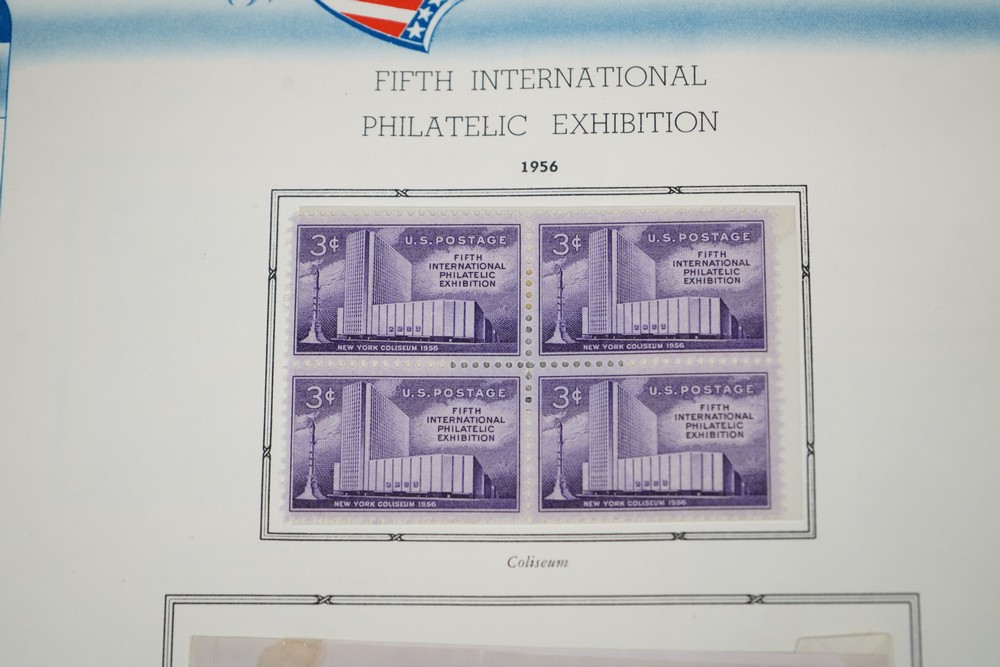 FIFTH INTERNATIONAL
PHILATELIC EXHIBITION
1956
3¢ U.S. POSTAGE
FIFTH
INTERNATIONAL
PHILATELIC
EXHIBITION
NEW YORK COLISEUM 1956
3¢ U.S. POSTAGE
FIFTH
INTERNATIONAL
PHILATELIC
EXHIBITION
NEW YORK COLISEUM 1956
3¢ U.S. POSTAGE
FIFTH
INTERNATIONAL
PHILATELIC
EXHIBITION
NEW YORK COLISEUM 1956
3¢ U.S. POSTAGE
FIFTH
INTERNATIONAL
PHILATELIC
EXHIBITION
NEW YORK COLISEUM 1956
Coliseum